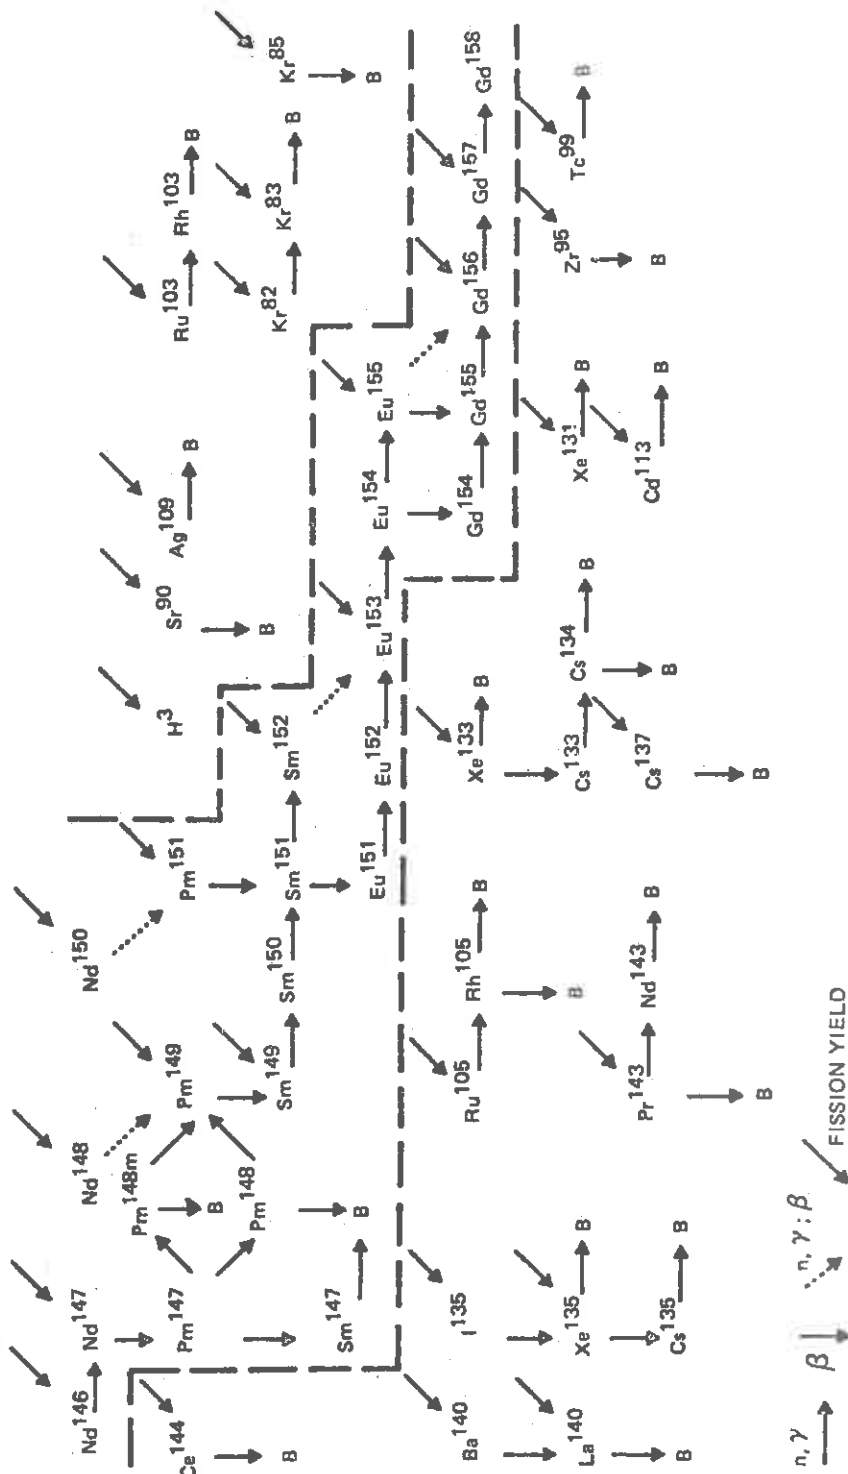 Nd146 Nd147 Nd148 Nd150
Pm148m
Ce144 Pm147 Pm149 Pm151 H3 Sr90 Ag109 B Ru103 Rh103 B
B
Pm148 B
B Sm149 Sm150 Sm151 Sm152 Kr82 Kr83 B Kr85
Sm147 B
Eu151 Eu152 Eu153 Eu154 Eu155 B
Ba140 I135 Ru105 Rh105 B Xe133 B Gd154 Gd155 Gd156 Gd157 Gd158
La140 Xe135 B B Cs133 Cs134 B Xe131 B Zr95 Tc99 B
Pr143 Nd143 B Cs137 B Cd113 B B
B Cs135 B
B B
n, γ β n, γ ; β FISSION YIELD